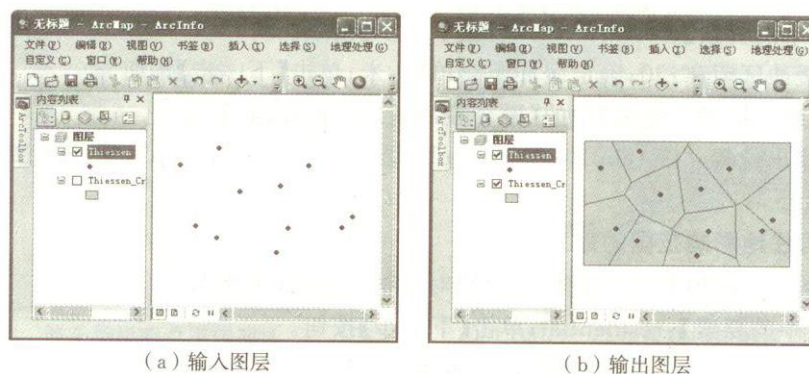 无标题 - ArcMap - ArcInfo
文件(F) 编辑(E) 视图(V) 书签(B) 插入(I) 选择(S) 地理处理(G)
自定义(C) 窗口(W) 帮助(H)
内容列表
ArcToolbox
图层
Thiessen
Thiessen_Cr
(a)输入图层
无标题 - ArcMap - ArcInfo
文件(F) 编辑(E) 视图(V) 书签(B) 插入(I) 选择(S) 地理处理(G)
自定义(C) 窗口(W) 帮助(H)
内容列表
ArcToolbox
图层
Thiessen
Thiessen_Cr
(b)输出图层